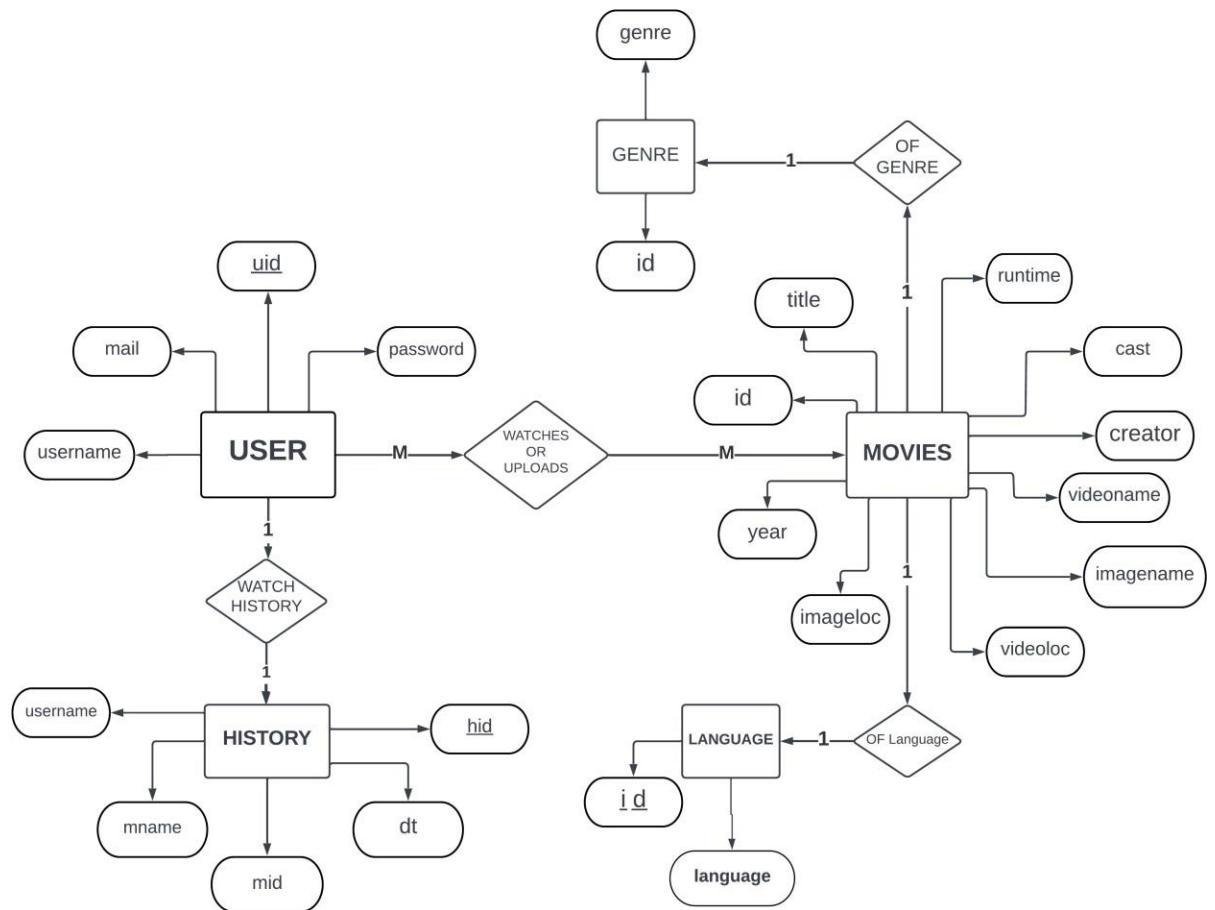 genre
GENRE
1
OF
GENRE
id
uid
title
runtime
1
mail
password
cast
id
username
USER
M
WATCHES
OR
UPLOADS
M
MOVIES
creator
videoname
year
1
WATCH
HISTORY
1
imagename
imageloc
videoloc
1
username
HISTORY
hid
LANGUAGE
1
OF Language
i d
mname
dt
mid
language